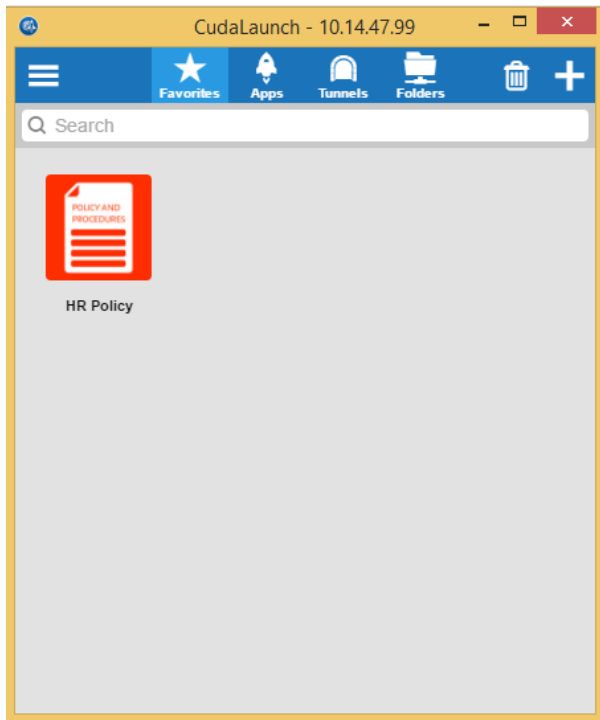 CudaLaunch - 10.14.47.99
Favorites Apps Tunnels Folders
Search
POLICY AND
PROCEDURES
HR Policy